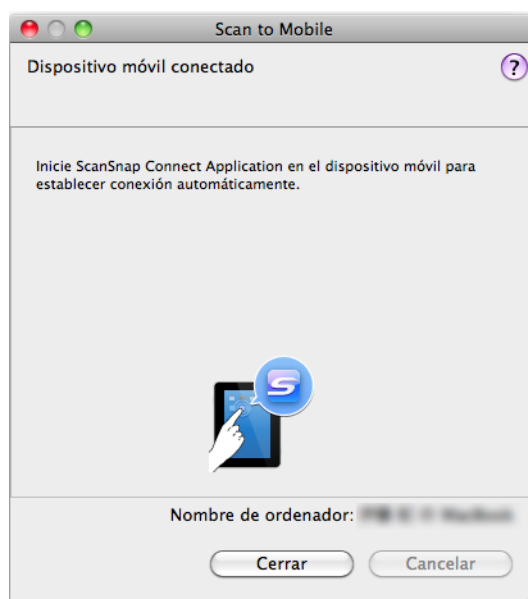 Scan to Mobile
Dispositivo móvil conectado
?
Inicie ScanSnap Connect Application en el dispositivo móvil para
establecer conexión automáticamente.
S
Nombre de ordenador:
Cerrar
Cancelar